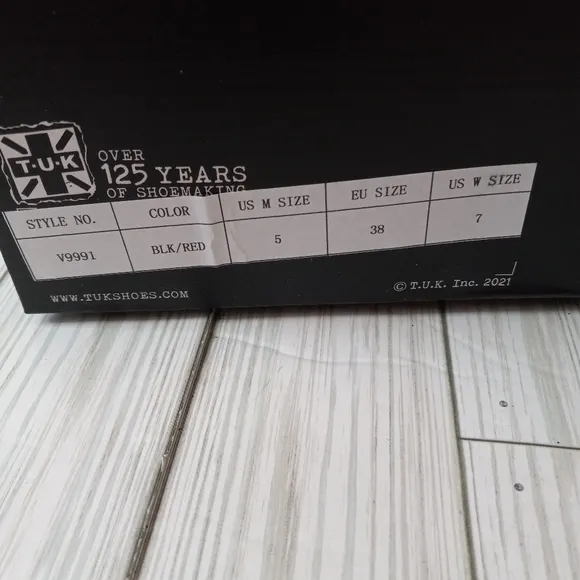 T·U·K
OVER
125 YEARS
OF SHOEMAKING
STYLE NO. COLOR US M SIZE EU SIZE US W SIZE
V9991 BLK/RED 5 38 7
WWW.TUKSHOES.COM
© T.U.K. Inc. 2021